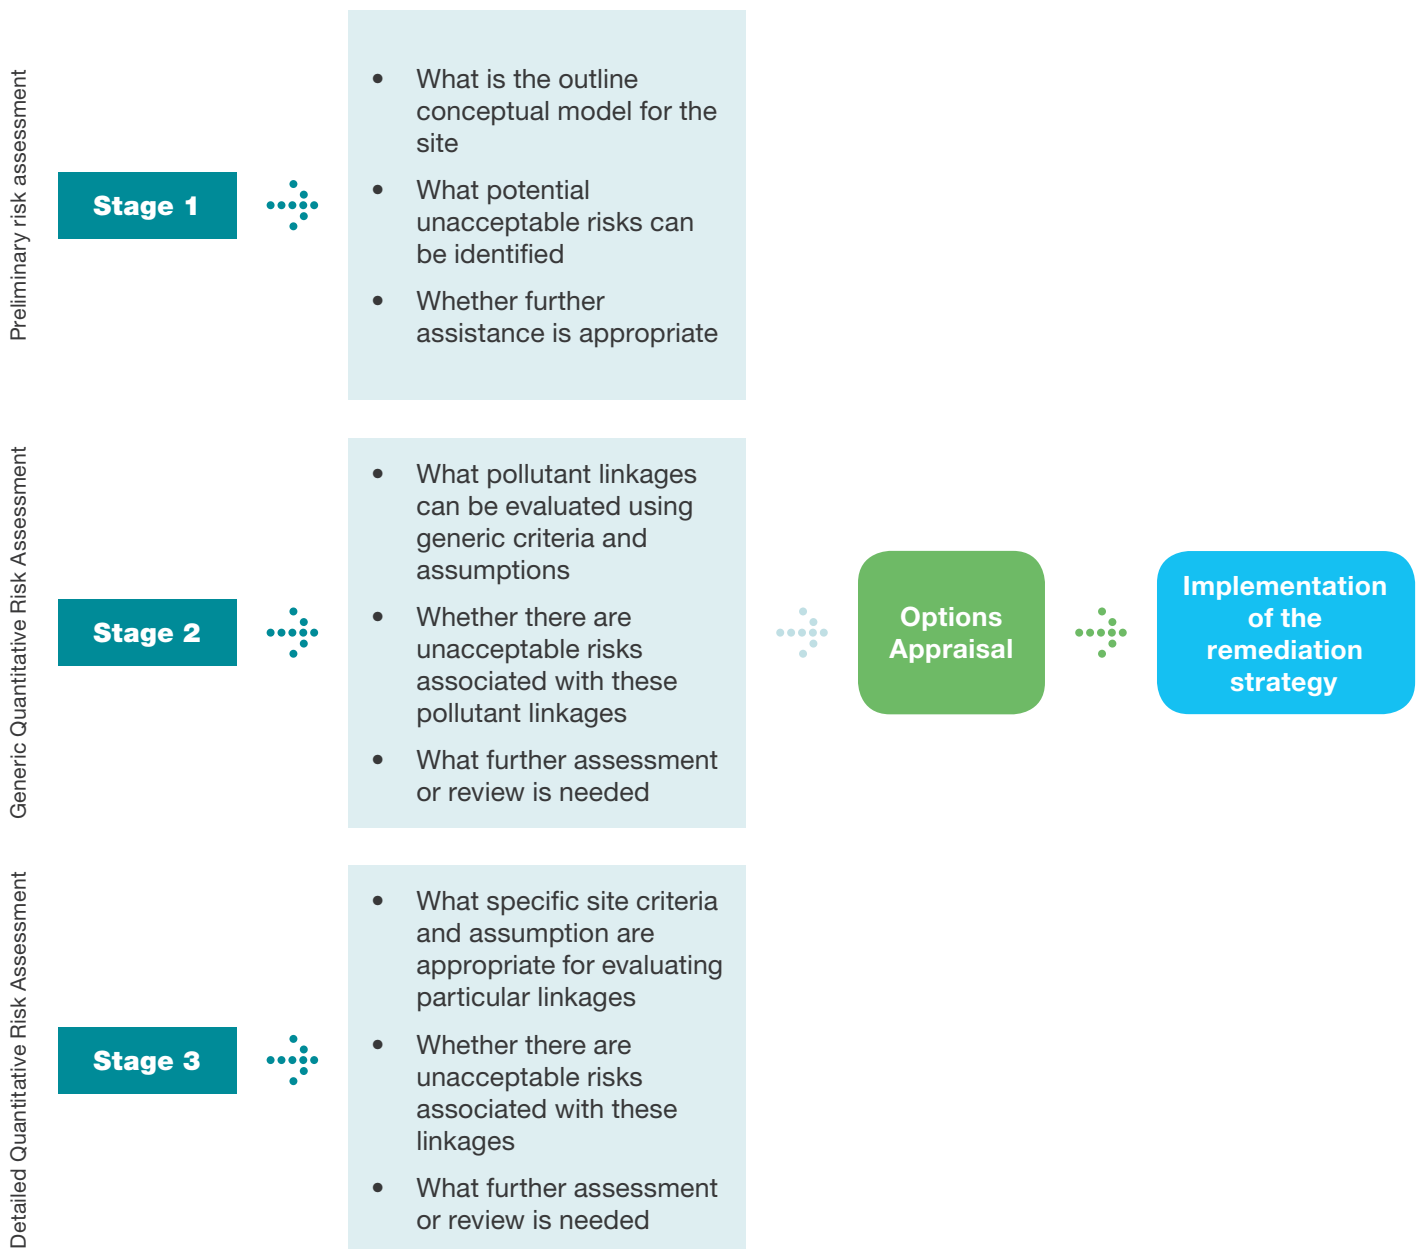 Preliminary risk assessment
Stage 1
• What is the outline
conceptual model for the
site
• What potential
unacceptable risks can
be identified
• Whether further
assistance is appropriate
Generic Quantitative Risk Assessment
Stage 2
• What pollutant linkages
can be evaluated using
generic criteria and
assumptions
• Whether there are
unacceptable risks
associated with these
pollutant linkages
• What further assessment
or review is needed
Options
Appraisal
Implementation
of the
remediation
strategy
Detailed Quantitative Risk Assessment
Stage 3
• What specific site criteria
and assumption are
appropriate for evaluating
particular linkages
• Whether there are
unacceptable risks
associated with these
linkages
• What further assessment
or review is needed